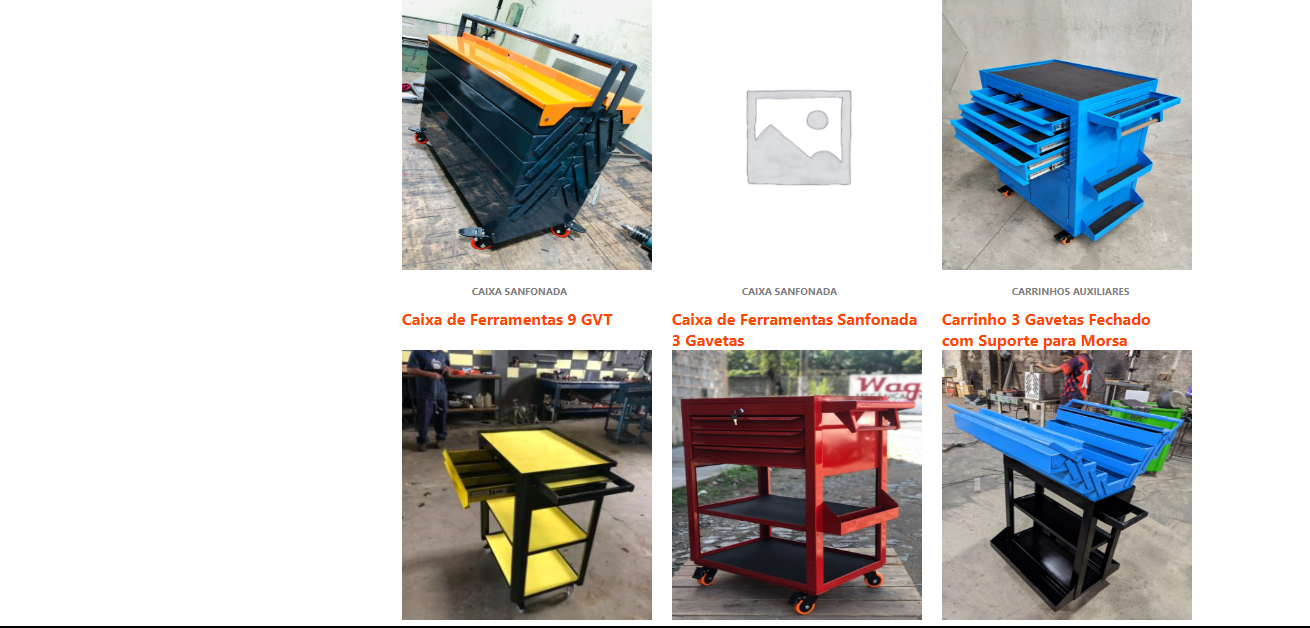 CAIXA SANFONADA
Caixa de Ferramentas 9 GVT
CAIXA SANFONADA
Caixa de Ferramentas Sanfonada
3 Gavetas
CARRINHOS AUXILIARES
Carrinho 3 Gavetas Fechado
com Suporte para Morsa
Wag